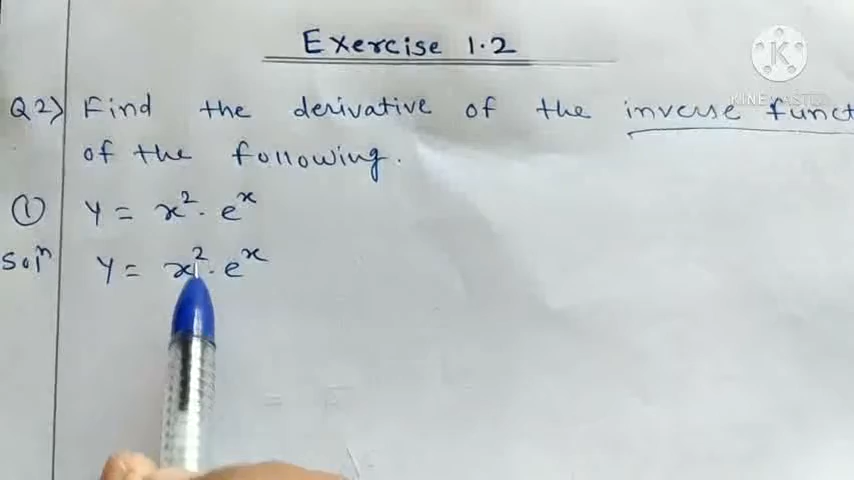 Exercise 1.2
KINEMASTER
Q2) Find the derivative of the inverse funct
of the following.
① y = x². eˣ
Solⁿ y = x². eˣ